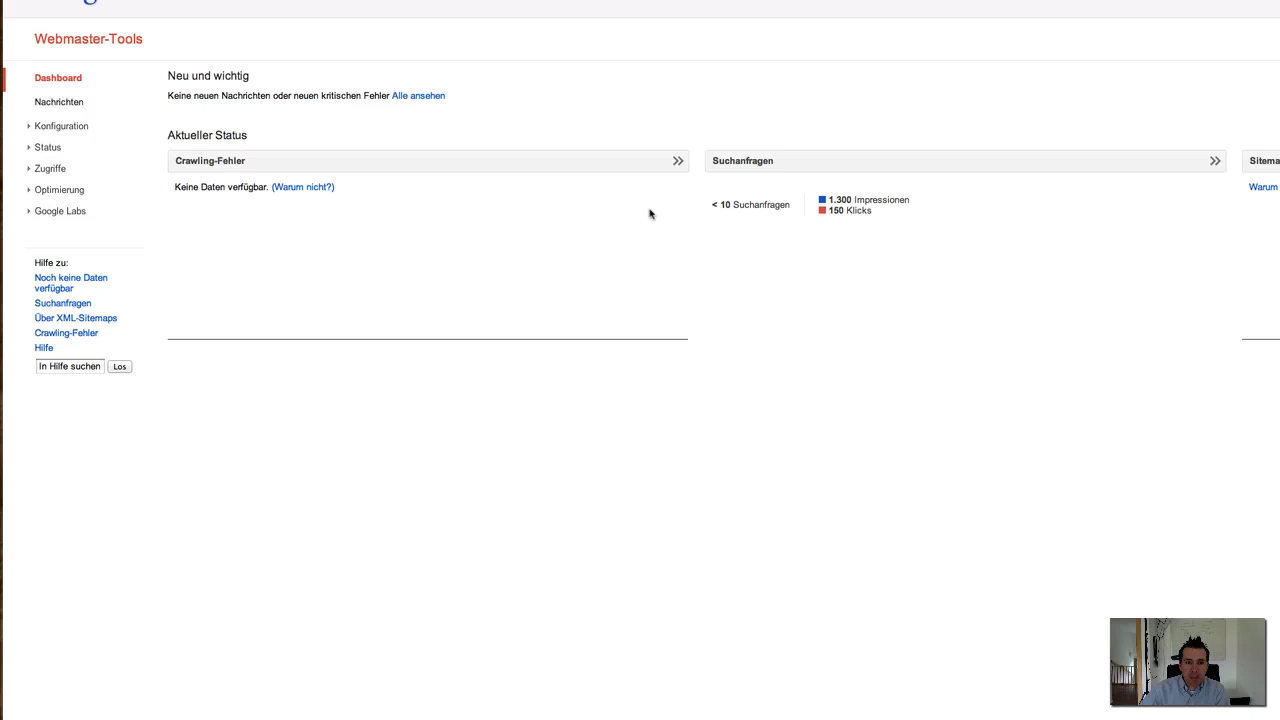 Webmaster-Tools
Dashboard
Nachrichten
Konfiguration
Status
Zugriffe
Optimierung
Google Labs
Hilfe zu:
Noch keine Daten
verfügbar
Suchanfragen
Über XML-Sitemaps
Crawling-Fehler
Hilfe
In Hilfe suchen Los
Neu und wichtig
Keine neuen Nachrichten oder neuen kritischen Fehler Alle ansehen
Aktueller Status
Crawling-Fehler
Keine Daten verfügbar. (Warum nicht?)
Suchanfragen
< 10 Suchanfragen
1.300 Impressionen
150 Klicks
Sitema
Warum